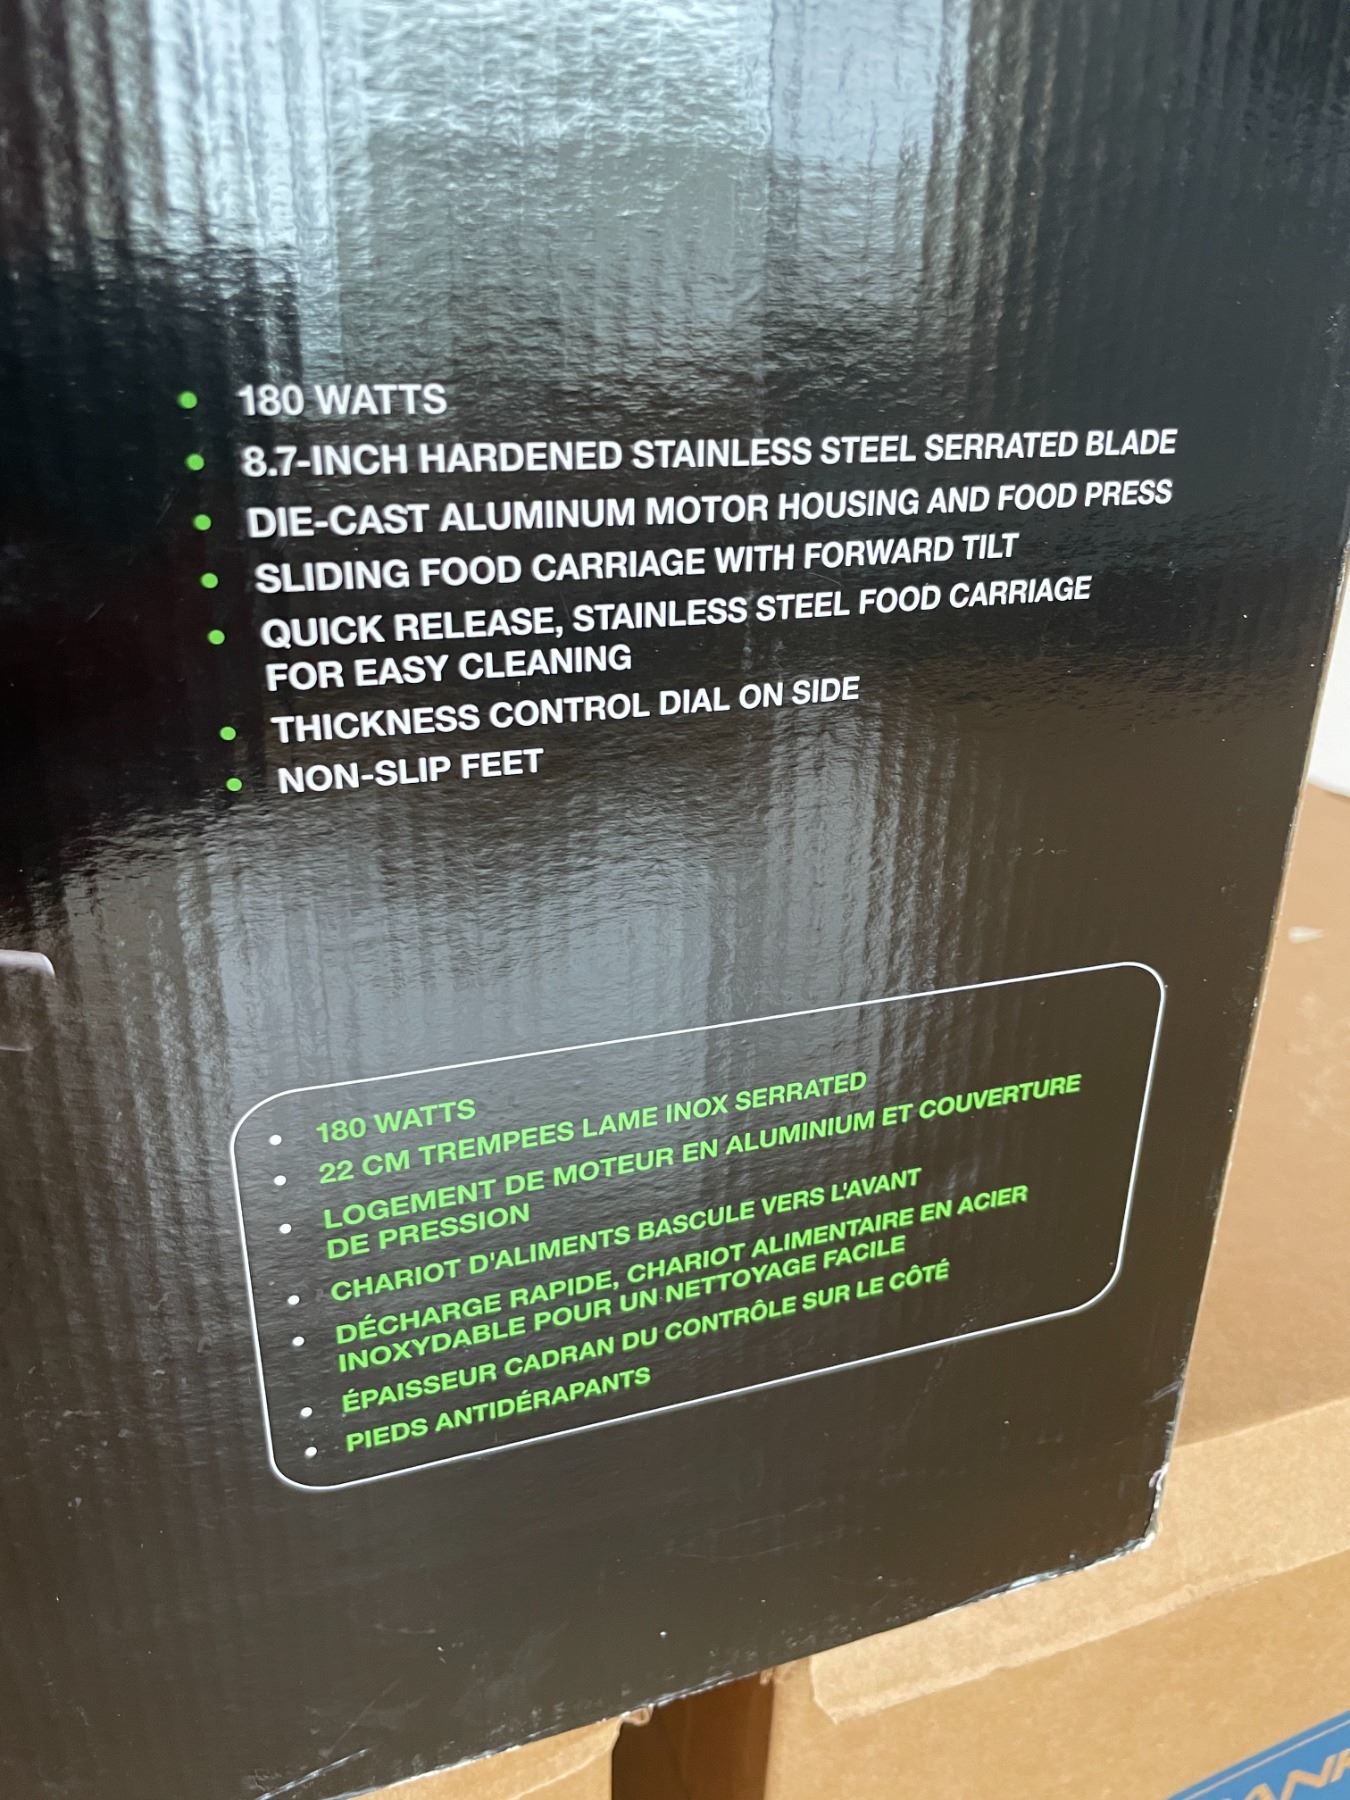 180 WATTS
8.7-INCH HARDENED STAINLESS STEEL SERRATED BLADE
DIE-CAST ALUMINUM MOTOR HOUSING AND FOOD PRESS
SLIDING FOOD CARRIAGE WITH FORWARD TILT
QUICK RELEASE, STAINLESS STEEL FOOD CARRIAGE
FOR EASY CLEANING
THICKNESS CONTROL DIAL ON SIDE
NON-SLIP FEET
180 WATTS
22 CM TREMPEES LAME INOX SERRATED
LOGEMENT DE MOTEUR EN ALUMINIUM ET COUVERTURE
DE PRESSION
CHARIOT D'ALIMENTS BASCULE VERS L'AVANT
DÉCHARGE RAPIDE, CHARIOT ALIMENTAIRE EN ACIER
INOXYDABLE POUR UN NETTOYAGE FACILE
ÉPAISSEUR CADRAN DU CONTRÔLE SUR LE CÔTÉ
PIEDS ANTIDÉRAPANTS